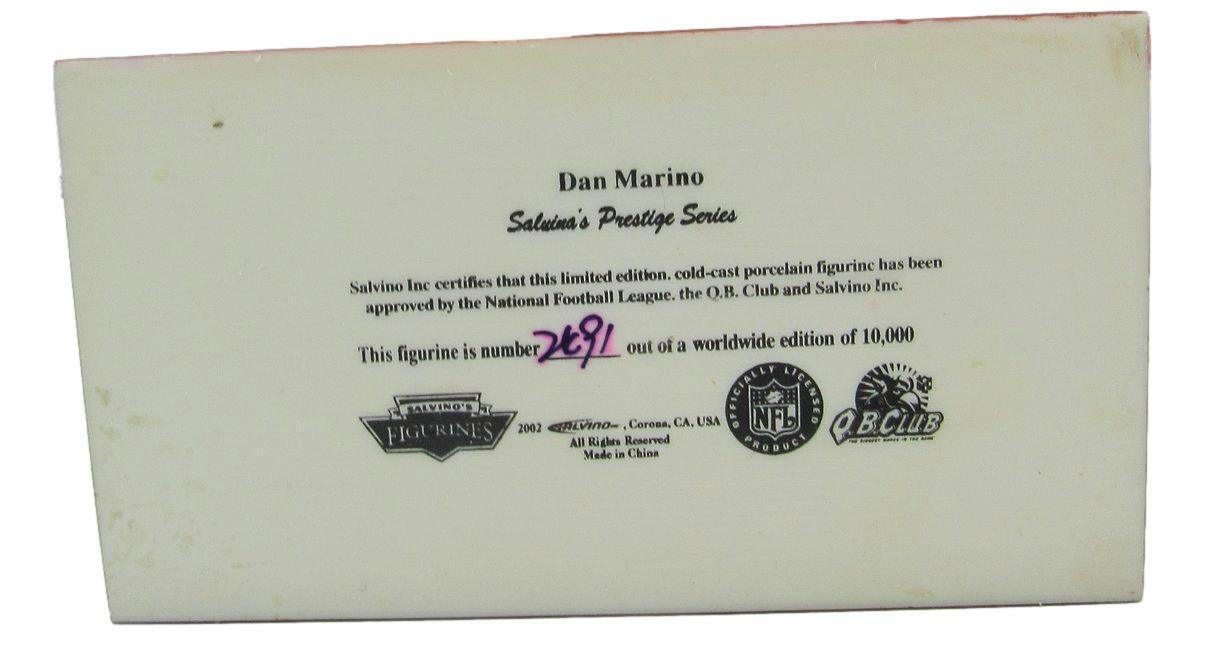 Dan Marino
Salvino's Prestige Series
Salvino Inc certifies that this limited edition. cold-cast porcelain figurine has been
approved by the National Football League. the Q.B. Club and Salvino Inc.
This figurine is number out of a worldwide edition of 10,000
SALVINO'S
FIGURINES
2002 SALVINO , Corona, CA, USA
All Rights Reserved
Made in China
OFFICIALLY LICENSED
NFL
PRODUCT
Q.B. CLUB